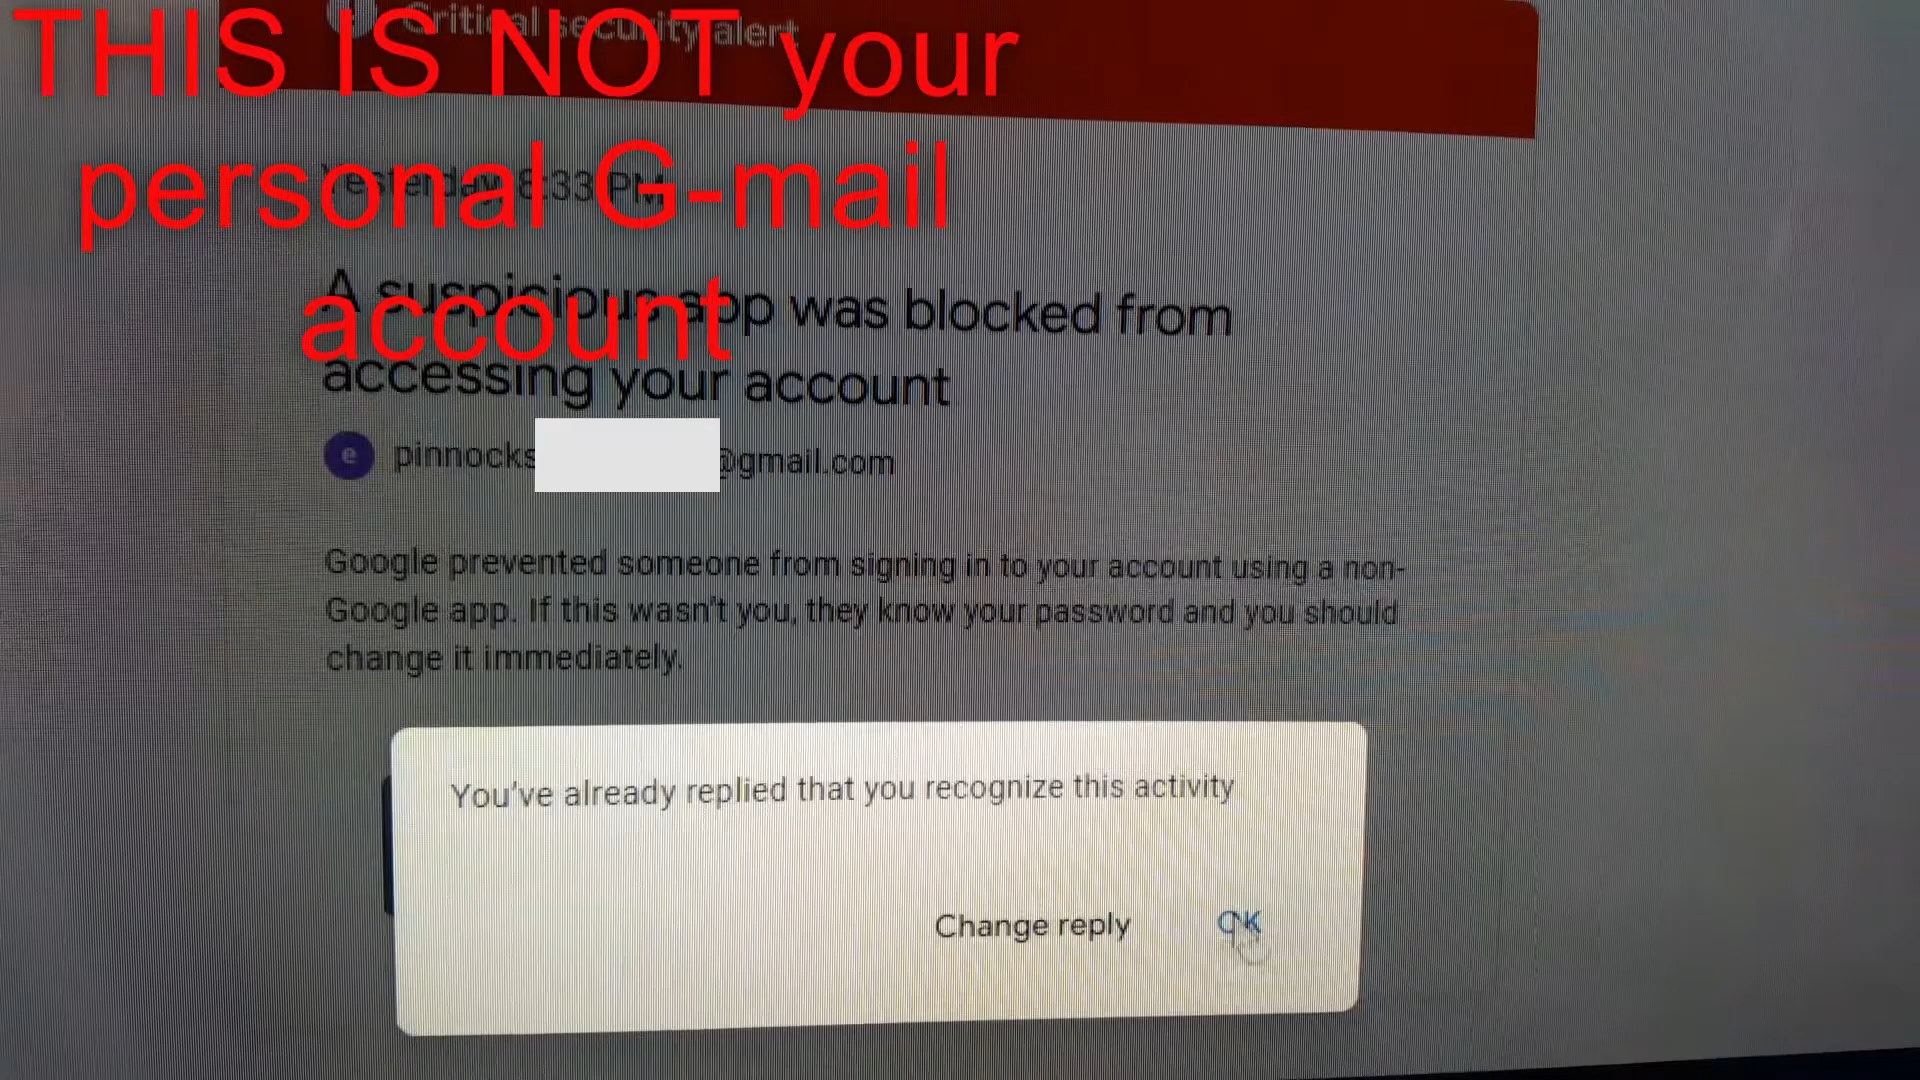 THIS IS NOT your
personal G-mail
account
Critical security alert
Yesterday, 8:33 PM
A suspicious app was blocked from
accessing your account
e
pinnocks @gmail.com
Google prevented someone from signing in to your account using a non-
Google app. If this wasn't you, they know your password and you should
change it immediately.
You've already replied that you recognize this activity
Change reply OK